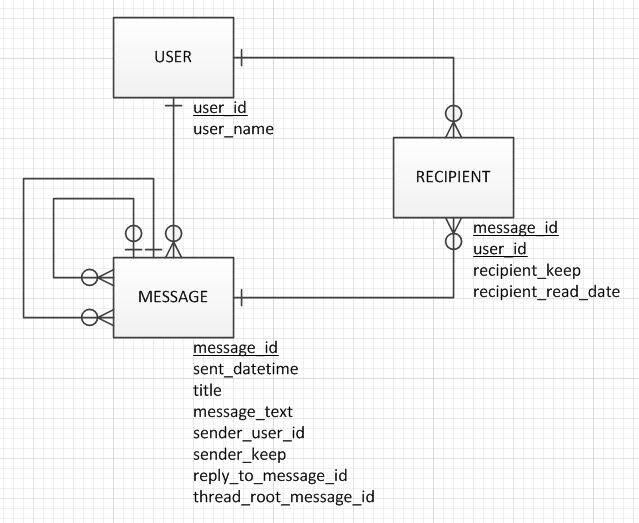 USER
user_id
user_name
RECIPIENT
message_id
user_id
recipient_keep
recipient_read_date
MESSAGE
message_id
sent_datetime
title
message_text
sender_user_id
sender_keep
reply_to_message_id
thread_root_message_id